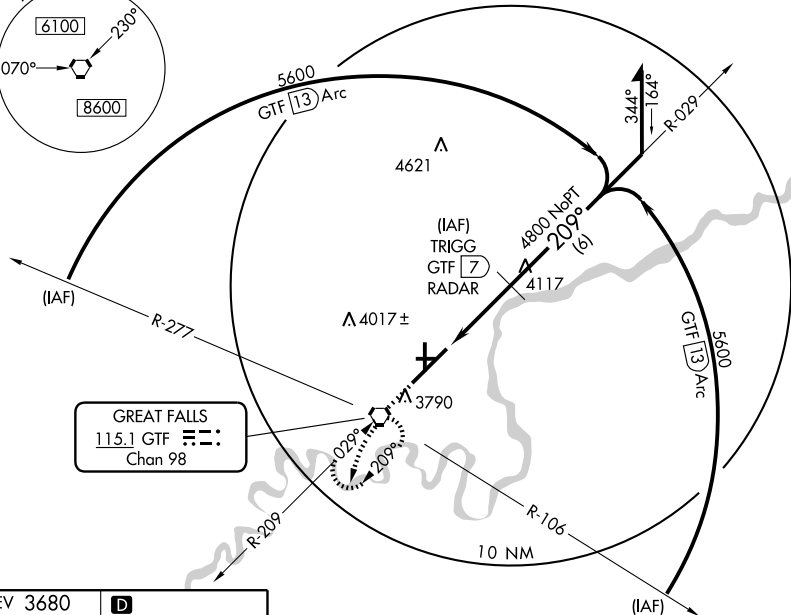 6100
230°
070°
8600
5600
GTF 13 Arc
344°
164°
R-029
4621
4800 NoPT
209°
(6)
(IAF)
TRIGG
GTF 7
RADAR
4117
(IAF)
R-277
4017±
5600
GTF 13 Arc
3790
GREAT FALLS
115.1 GTF
Chan 98
029°
209°
R-209
R-106
10 NM
(IAF)
EV 3680
D